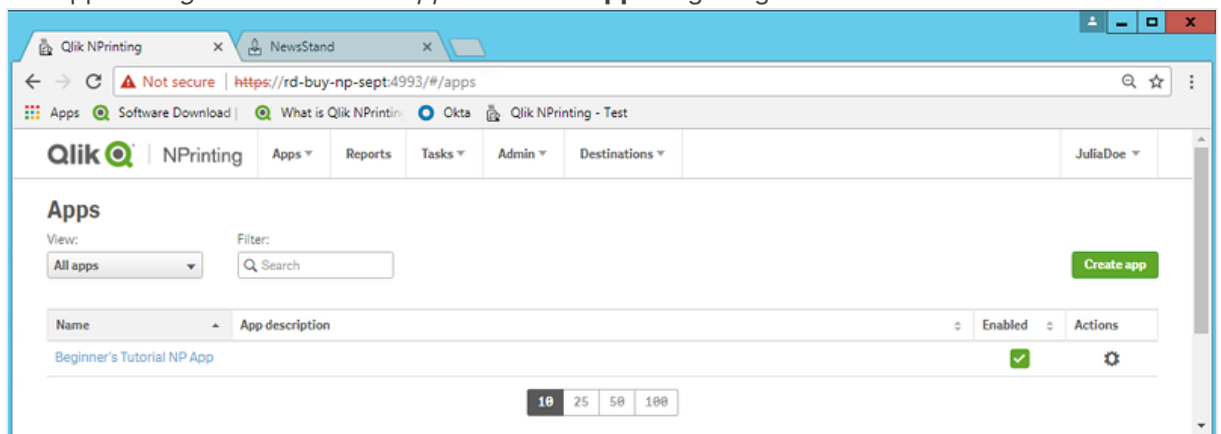 Qlik NPrinting NewsStand
Not secure | https://rd-buy-np-sept:4993/#/apps
Apps Software Download | What is Qlik NPrinting Okta Qlik NPrinting - Test
Qlik NPrinting Apps Reports Tasks Admin Destinations JuliaDoe
Apps
View: Filter:
All apps Search Create app
Name App description Enabled Actions
Beginner's Tutorial NP App
10 25 50 100